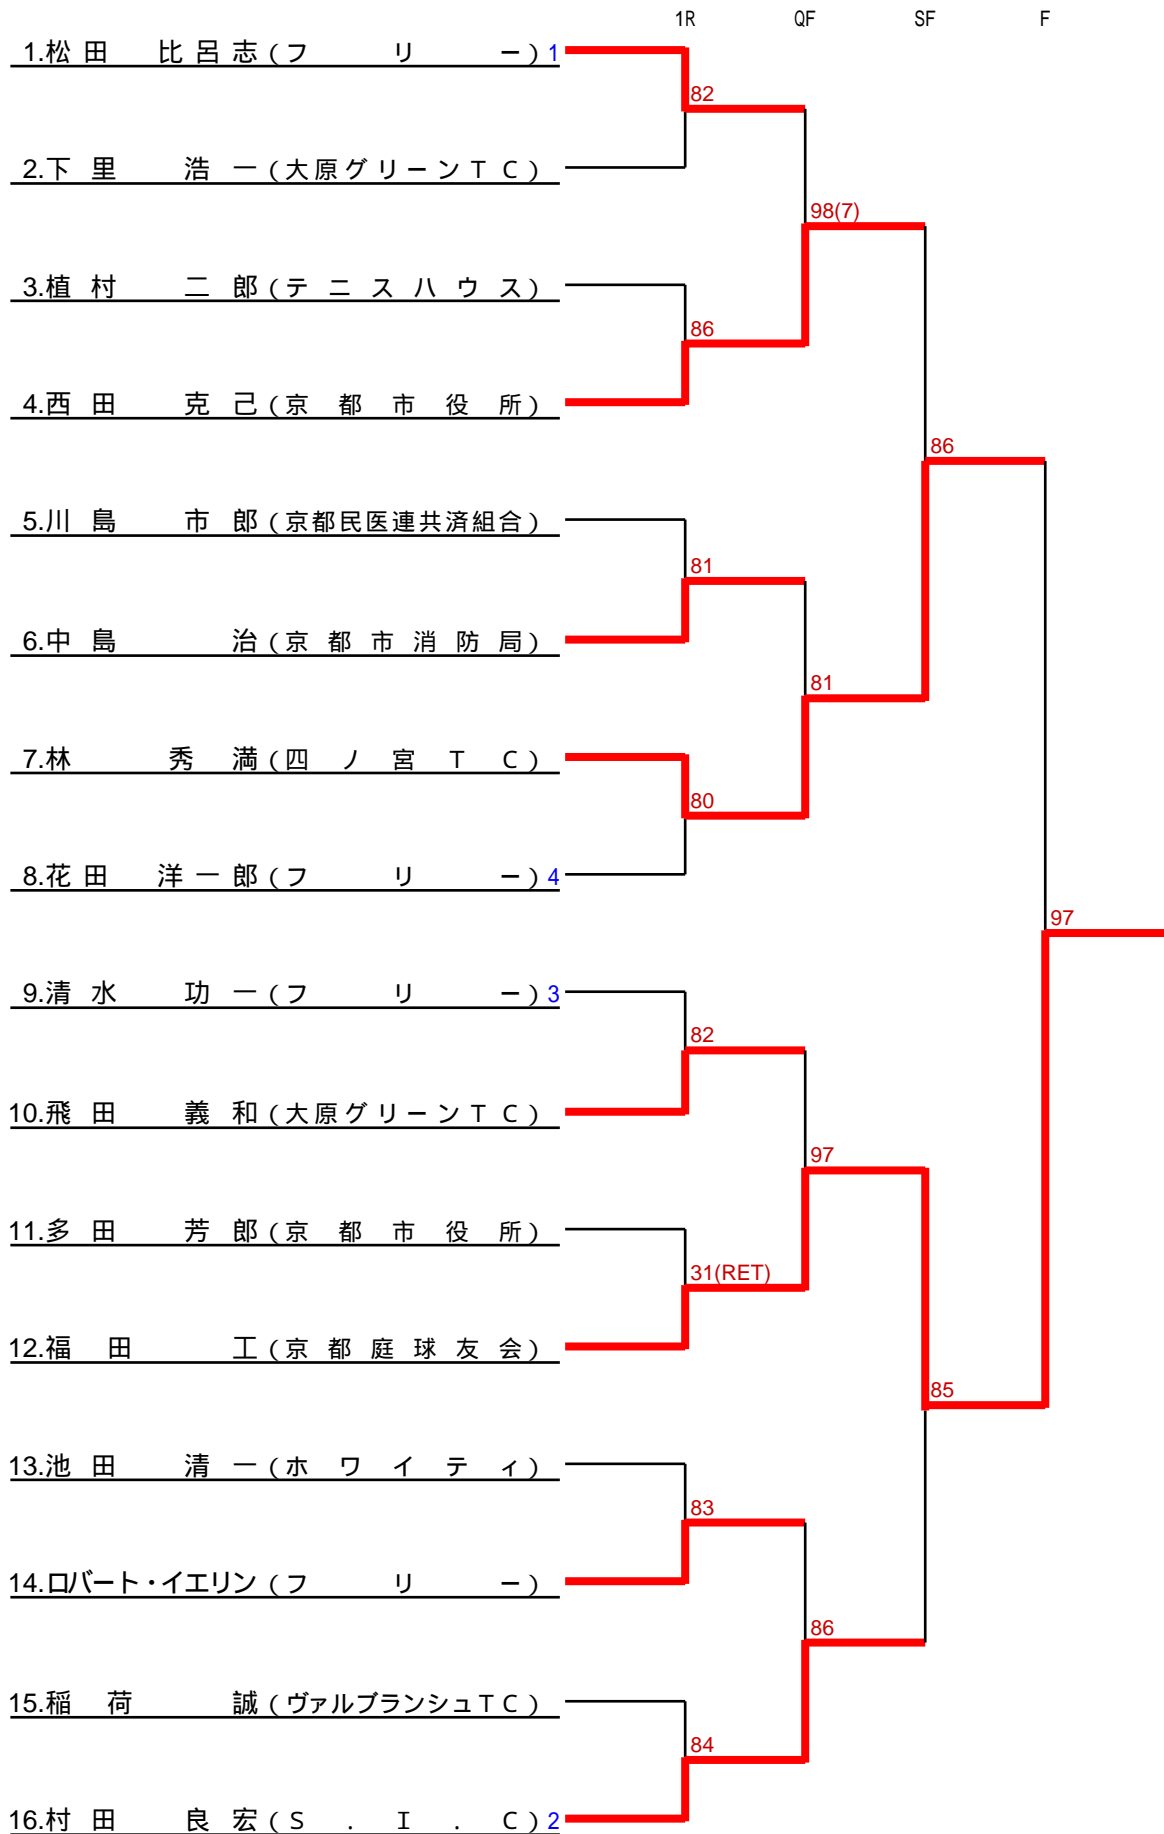 1R QF SF F
1.松田 比呂志(フリー)1
82
2.下里 浩一(大原グリーンTC)
98(7)
3.植村 二郎(テニスハウス)
86
4.西田 克己(京都市役所)
86
5.川島 市郎(京都民医連共済組合)
81
6.中島 治(京都市消防局)
81
7.林 秀満(四ノ宮TC)
80
8.花田 洋一郎(フリー)4
97
9.清水 功一(フリー)3
82
10.飛田 義和(大原グリーンTC)
97
11.多田 芳郎(京都市役所)
31(RET)
12.福田 工(京都庭球友会)
85
13.池田 清一(ホワイティ)
83
14.ロバート・イエリン(フリー)
86
15.稲荷 誠(ヴァルブランシュTC)
84
16.村田 良宏(S.I.C)2